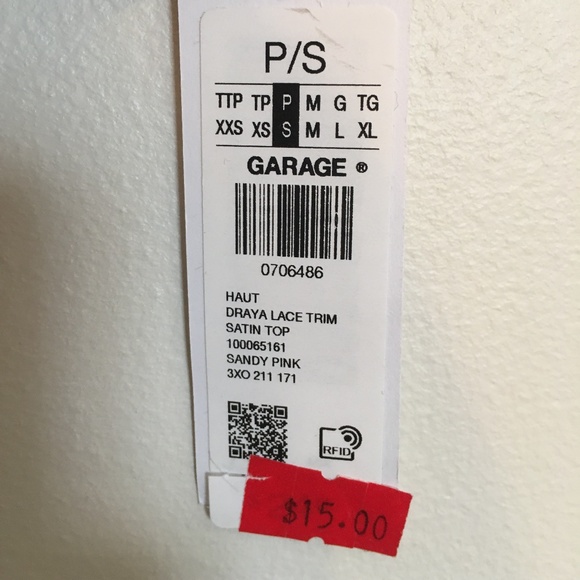 P/S
TTP TP P M G TG
XXS XS S M L XL
GARAGE ®
0706486
HAUT
DRAYA LACE TRIM
SATIN TOP
100065161
SANDY PINK
3XO 211 171
RFID
$15.00